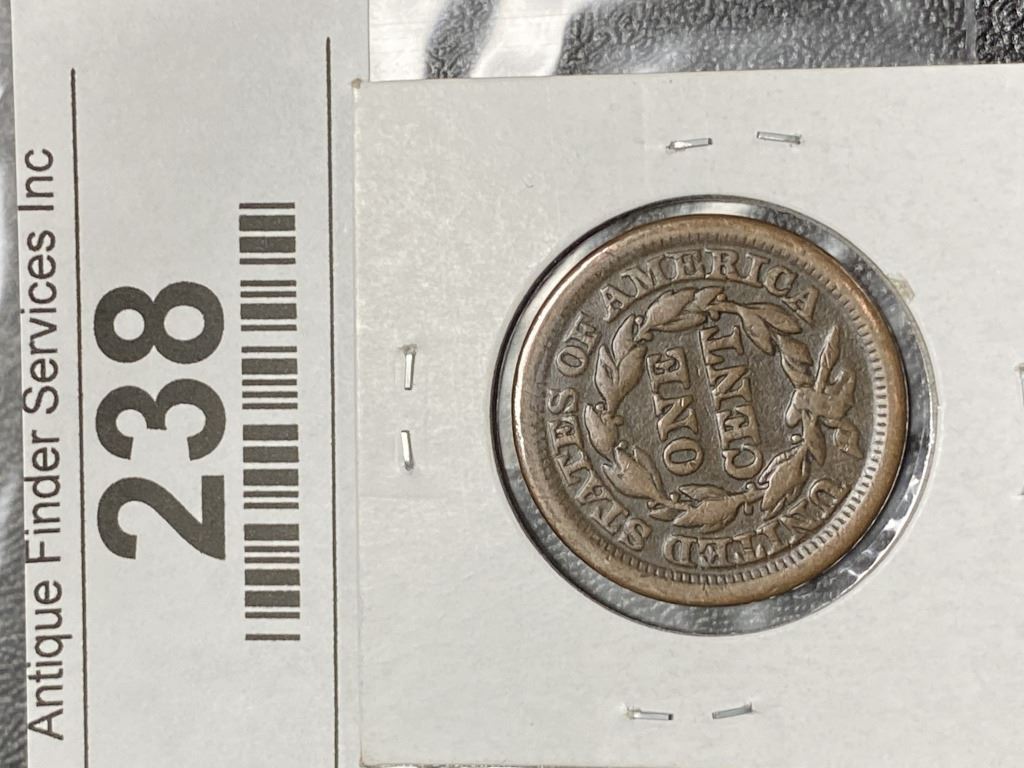 Antique Finder Services Inc
238
UNITED STATES OF AMERICA
ONE
CENT